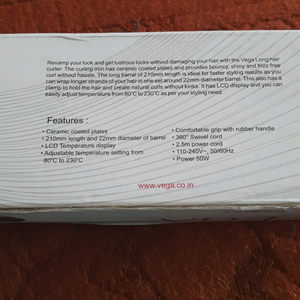 Revamp your look and get lustrous locks without damaging your hair with the Vega Long hair
curler. The curling iron has ceramic coated plates and provides bouncy, shiny and frizz free
curl without hassle. The long barrel of 210mm length is ideal for faster styling results as you
can wrap longer strands of your hair in one set around 22mm diameter barrel. This also has a
clamp to hold the hair and create natural curls without kinks. It has LCD display and you can
easily adjust temperature from 80°C to 230°C as per your styling need.
Features :
• Ceramic coated plates
• 210mm length and 22mm diameter of barrel
• LCD Temperature display
• Adjustable temperature setting from
80°C to 230°C
• Comfortable grip with rubber handle
• 360° Swivel cord
• 2.5m power cord
• 110-240V~, 50/60Hz
• Power 50W
www.vega.co.in